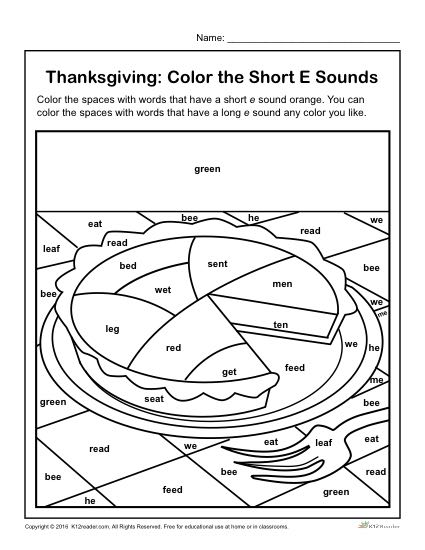 Name:
Thanksgiving: Color the Short E Sounds
Color the spaces with words that have a short e sound orange. You can
color the spaces with words that have a long e sound any color you like.
green
eat
bee
he
we
read
read
leaf
bed
sent
bee
bee
wet
men
we
me
leg
ten
red
we
he
get
feed
me
seat
green
bee
read
we
eat
leaf
eat
bee
bee
read
feed
green
he
Copyright © 2016 K12reader.com. All Rights Reserved. Free for educational use at home or in classrooms.
K12Reader